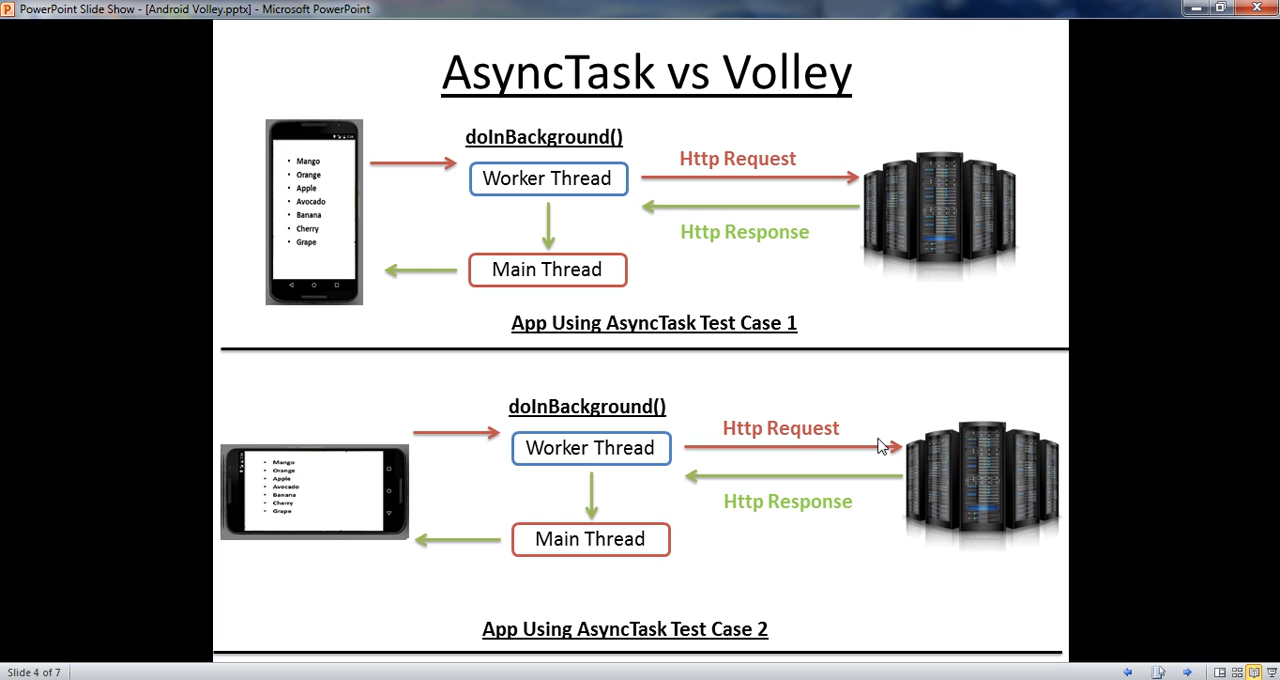 PowerPoint Slide Show - [Android Volley.pptx] - Microsoft PowerPoint
AsyncTask vs Volley
doInBackground()
Worker Thread
Http Request
Http Response
Main Thread
• Mango
• Orange
• Apple
• Avocado
• Banana
• Cherry
• Grape
App Using AsyncTask Test Case 1
doInBackground()
Worker Thread
Http Request
Http Response
Main Thread
• Mango
• Orange
• Apple
• Avocado
• Banana
• Cherry
• Grape
App Using AsyncTask Test Case 2
Slide 4 of 7